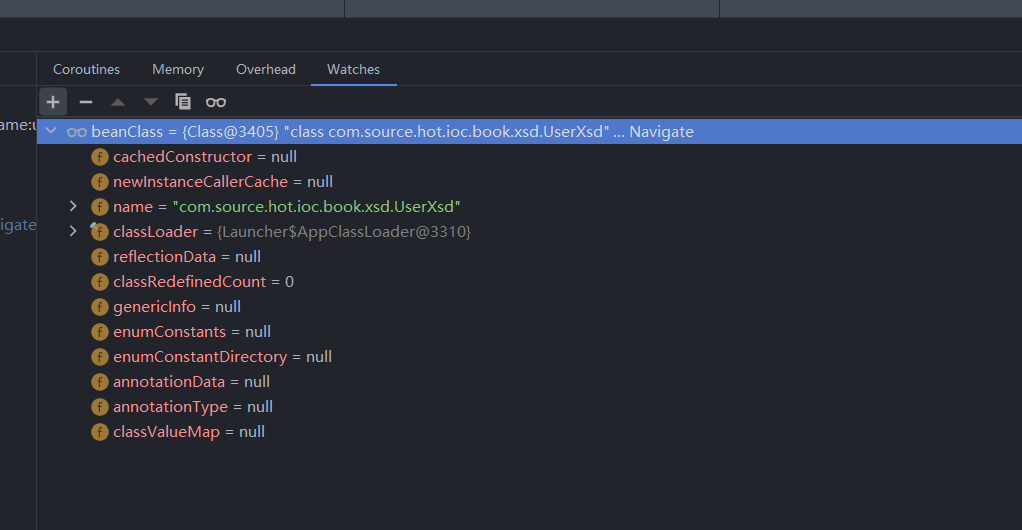 Coroutines Memory Overhead Watches
ame:u
beanClass = {Class@3405} "class com.source.hot.ioc.book.xsd.UserXsd" ... Navigate
f cachedConstructor = null
f newInstanceCallerCache = null
f name = "com.source.hot.ioc.book.xsd.UserXsd"
igate
f classLoader = {Launcher$AppClassLoader@3310}
f reflectionData = null
f classRedefinedCount = 0
f genericInfo = null
f enumConstants = null
f enumConstantDirectory = null
f annotationData = null
f annotationType = null
f classValueMap = null